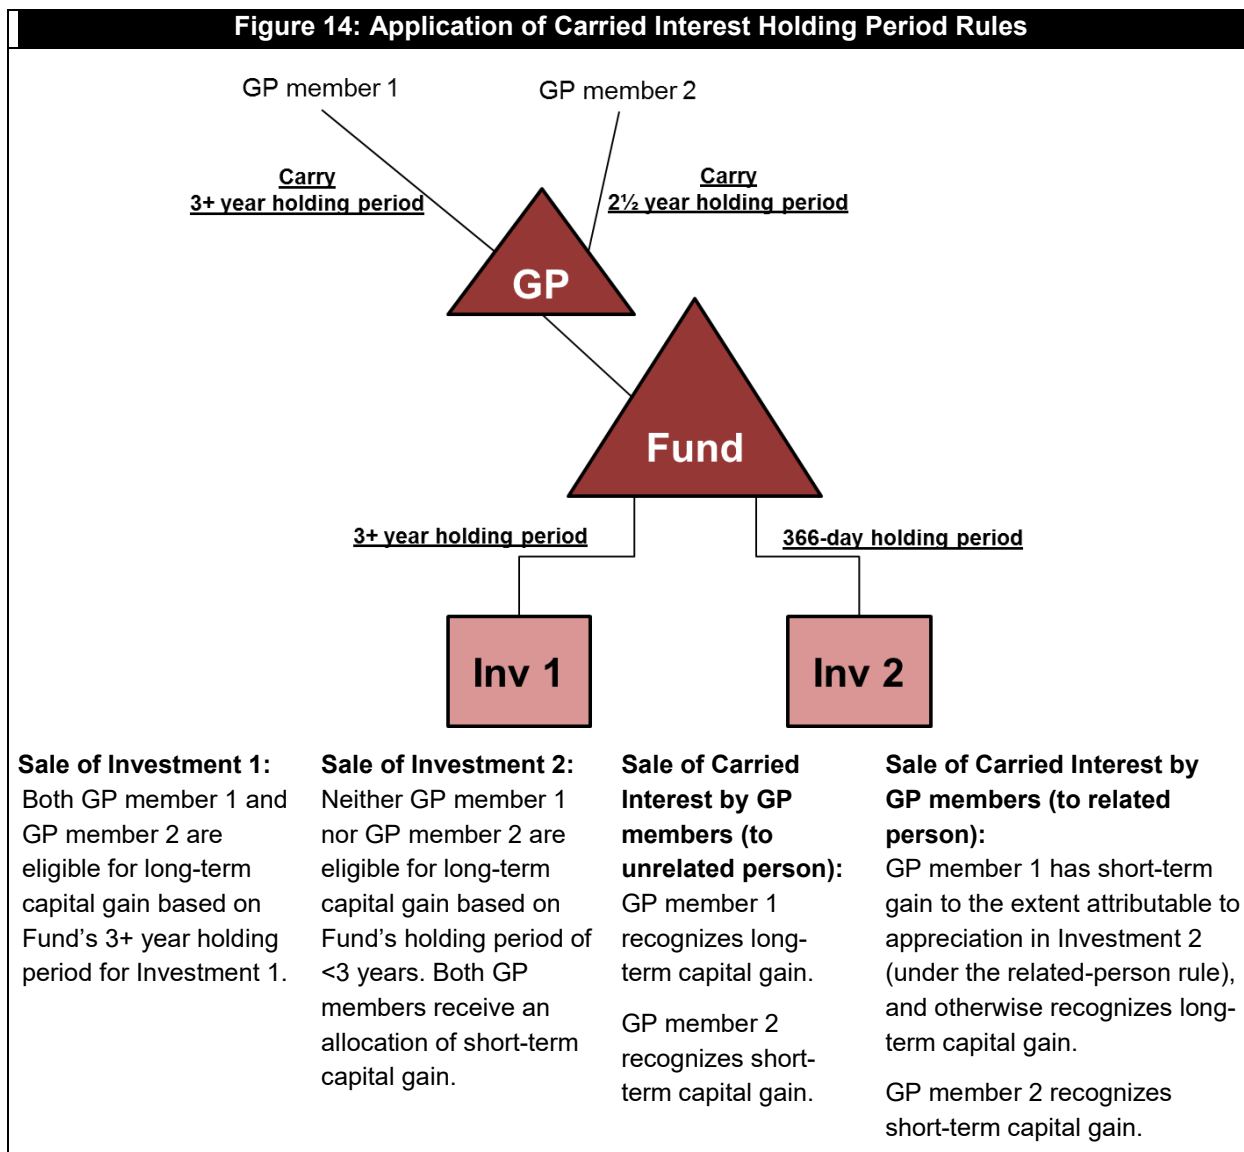 Figure 14: Application of Carried Interest Holding Period Rules
GP member 1
GP member 2
Carry
3+ year holding period
Carry
2½ year holding period
GP
Fund
3+ year holding period
366-day holding period
Inv 1
Inv 2
Sale of Investment 1:
Both GP member 1 and
GP member 2 are
eligible for long-term
capital gain based on
Fund's 3+ year holding
period for Investment 1.
Sale of Investment 2:
Neither GP member 1
nor GP member 2 are
eligible for long-term
capital gain based on
Fund's holding period of
<3 years. Both GP
members receive an
allocation of short-term
capital gain.
Sale of Carried
Interest by GP
members (to
unrelated person):
GP member 1
recognizes long-
term capital gain.
GP member 2
recognizes short-
term capital gain.
Sale of Carried Interest by
GP members (to related
person):
GP member 1 has short-term
gain to the extent attributable to
appreciation in Investment 2
(under the related-person rule),
and otherwise recognizes long-
term capital gain.
GP member 2 recognizes
short-term capital gain.